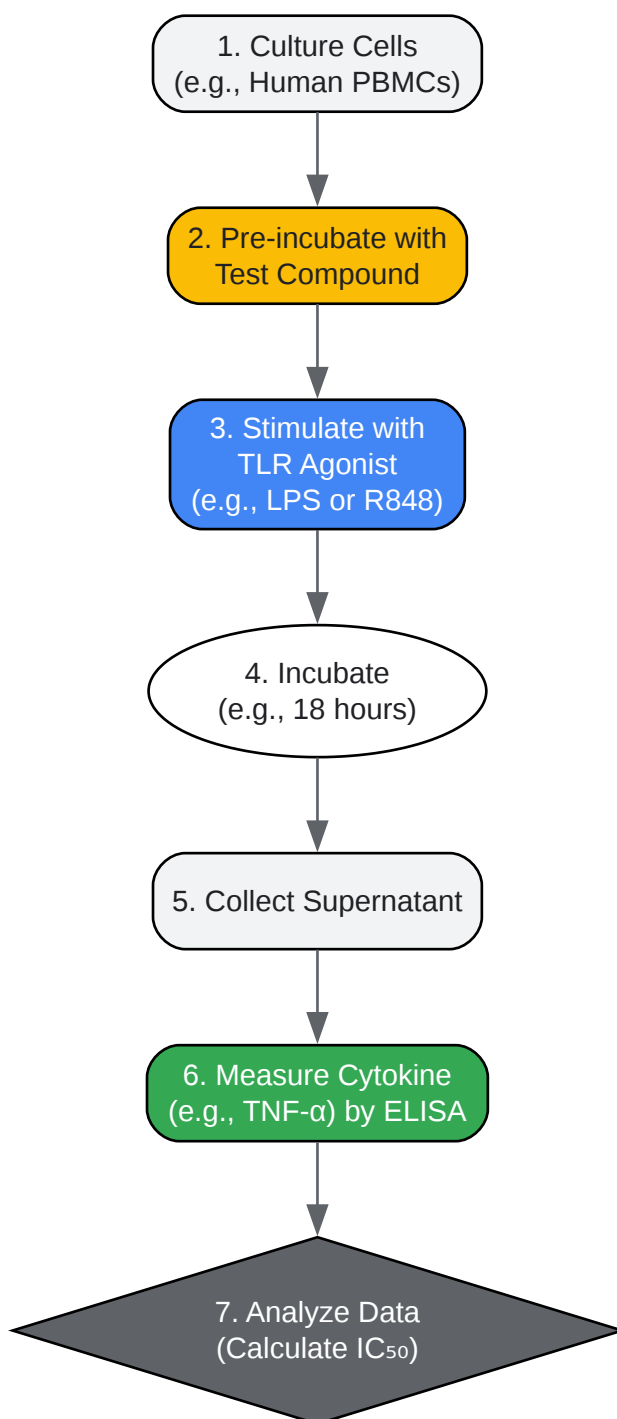 1. Culture Cells
(e.g., Human PBMCs)
2. Pre-incubate with
Test Compound
3. Stimulate with
TLR Agonist
(e.g., LPS or R848)
4. Incubate
(e.g., 18 hours)
5. Collect Supernatant
6. Measure Cytokine
(e.g., TNF-α) by ELISA
7. Analyze Data
(Calculate IC₅₀)